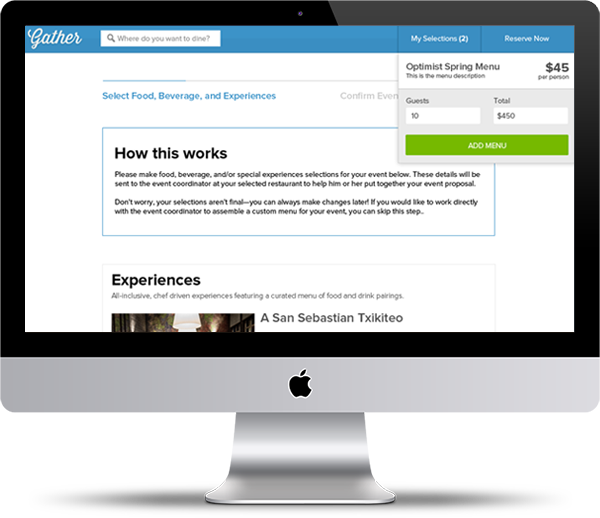 Gather
Where do you want to dine?
My Selections (2)
Reserve Now
Optimist Spring Menu
$45
This is the menu description
per person
Guests
Total
10
$450
ADD MENU
Select Food, Beverage, and Experiences
Confirm Even
How this works
Please make food, beverage, and/or special experiences selections for your event below. These details will be
sent to the event coordinator at your selected restaurant to help him or her put together your event proposal.
Don't worry, your selections aren't final—you can always make changes later! If you would like to work directly
with the event coordinator to assemble a custom menu for your event, you can skip this step..
Experiences
All-inclusive, chef driven experiences featuring a curated menu of food and drink pairings.
A San Sebastian Txikiteo